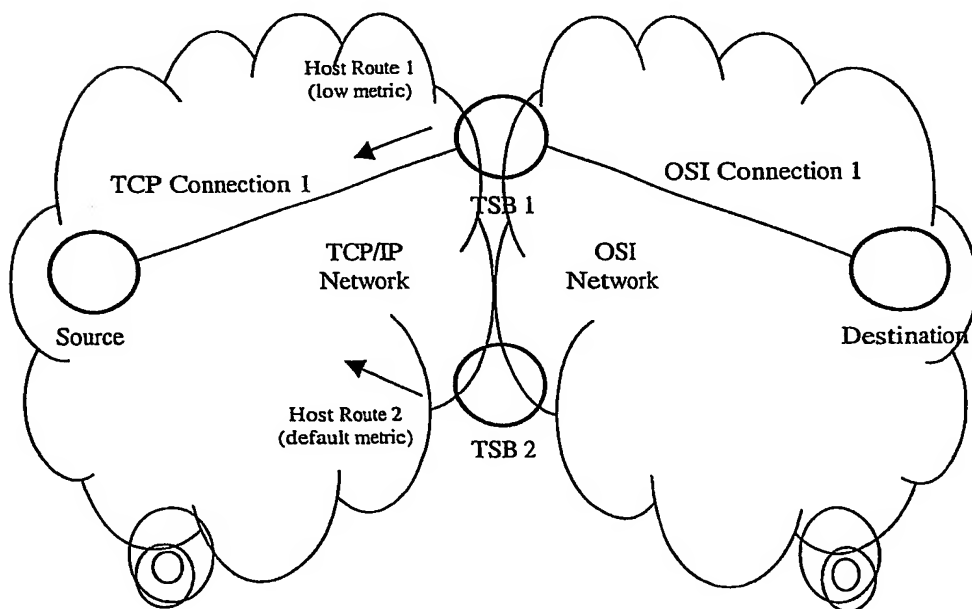 Host Route 1
(low metric)
TCP Connection 1
OSI Connection 1
TSB 1
TCP/IP
Network
OSI
Network
Source
Destination
Host Route 2
(default metric)
TSB 2